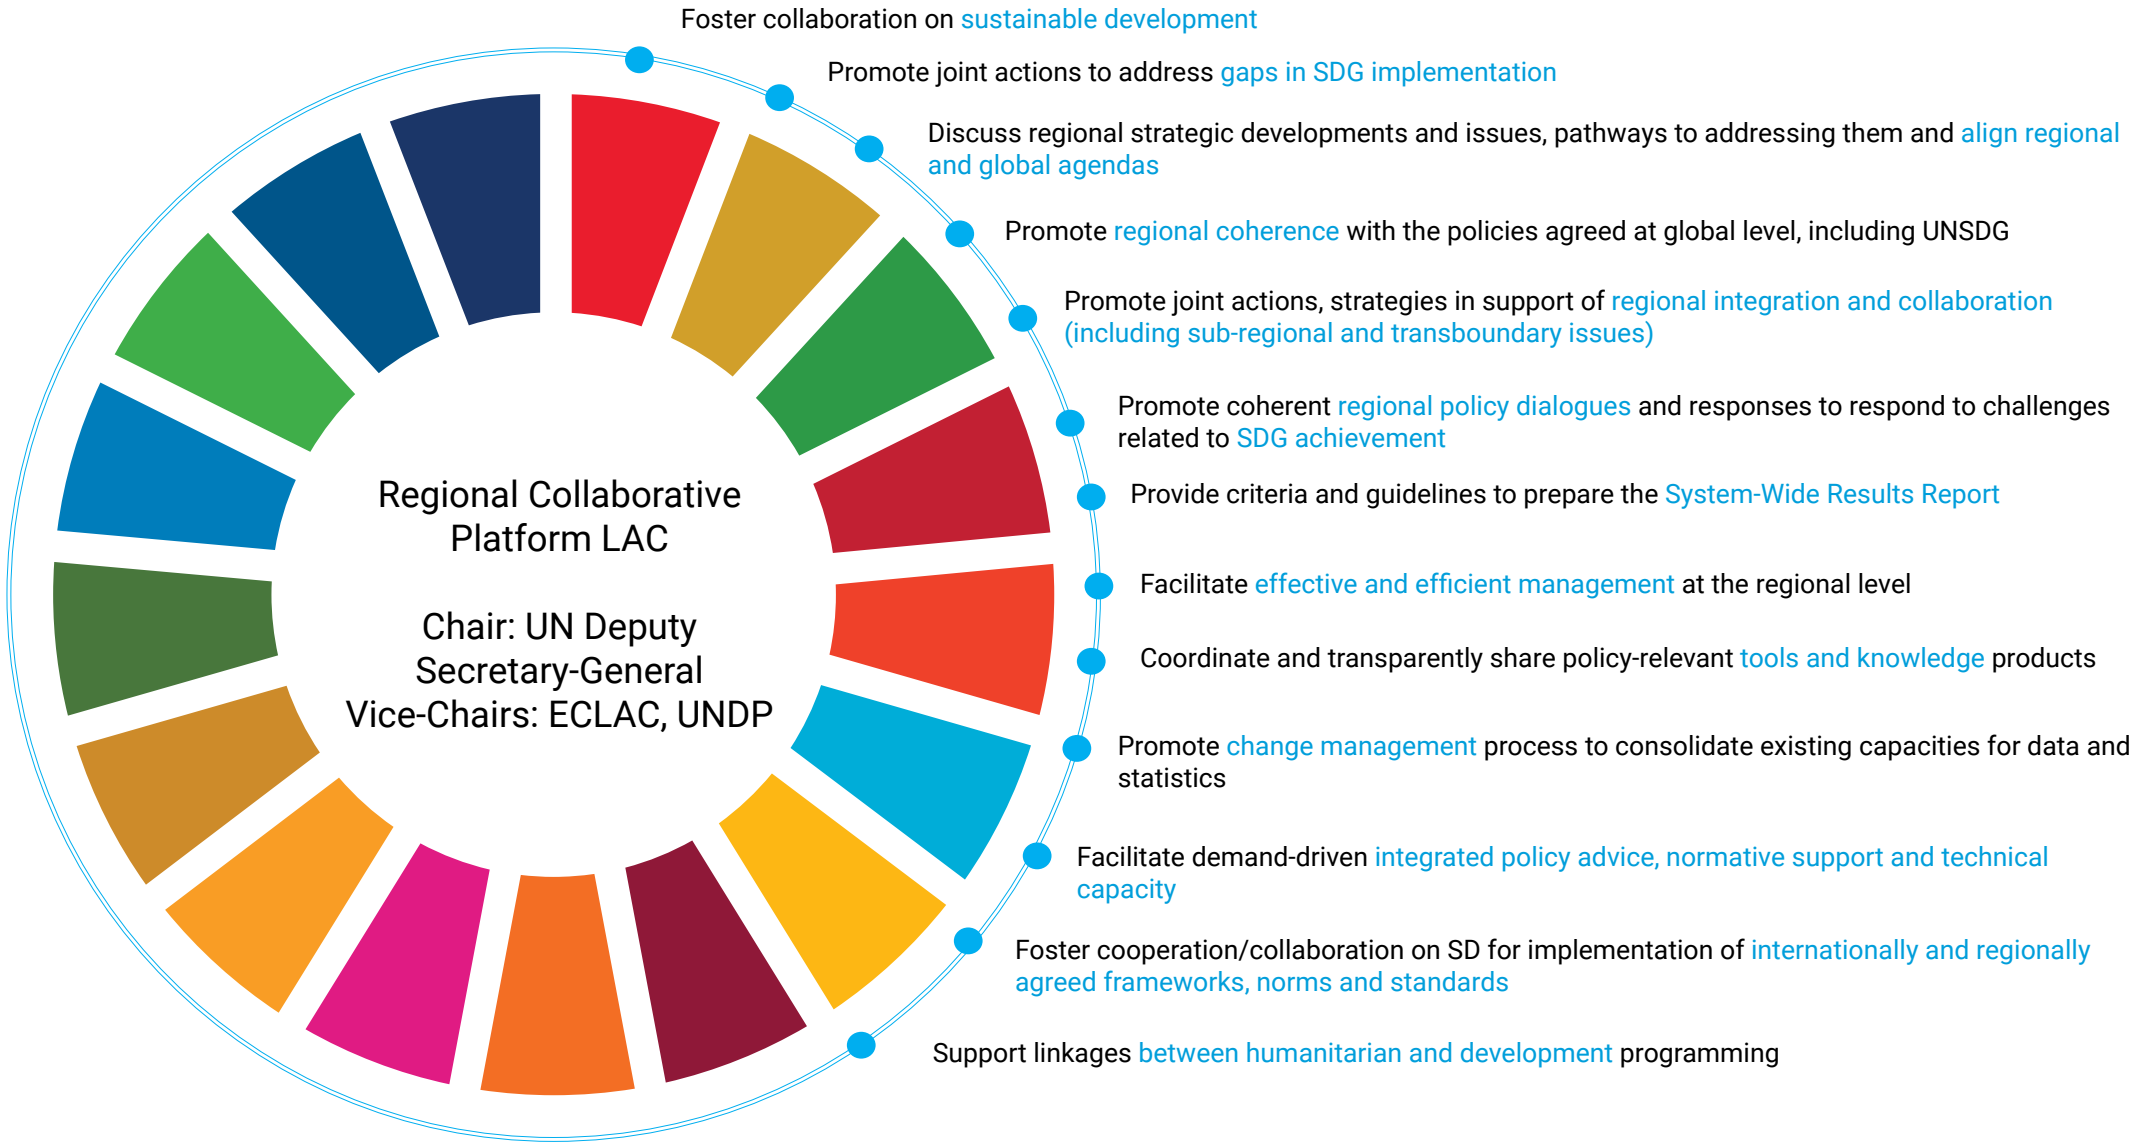 Foster collaboration on sustainable development
Promote joint actions to address gaps in SDG implementation
Discuss regional strategic developments and issues, pathways to addressing them and align regional
and global agendas
Promote regional coherence with the policies agreed at global level, including UNSDG
Promote joint actions, strategies in support of regional integration and collaboration
(including sub-regional and transboundary issues)
Promote coherent regional policy dialogues and responses to respond to challenges
related to SDG achievement
Provide criteria and guidelines to prepare the System-Wide Results Report
Facilitate effective and efficient management at the regional level
Coordinate and transparently share policy-relevant tools and knowledge products
Promote change management process to consolidate existing capacities for data and
statistics
Facilitate demand-driven integrated policy advice, normative support and technical
capacity
Foster cooperation/collaboration on SD for implementation of internationally and regionally
agreed frameworks, norms and standards
Support linkages between humanitarian and development programming
Regional Collaborative
Platform LAC
Chair: UN Deputy
Secretary-General
Vice-Chairs: ECLAC, UNDP